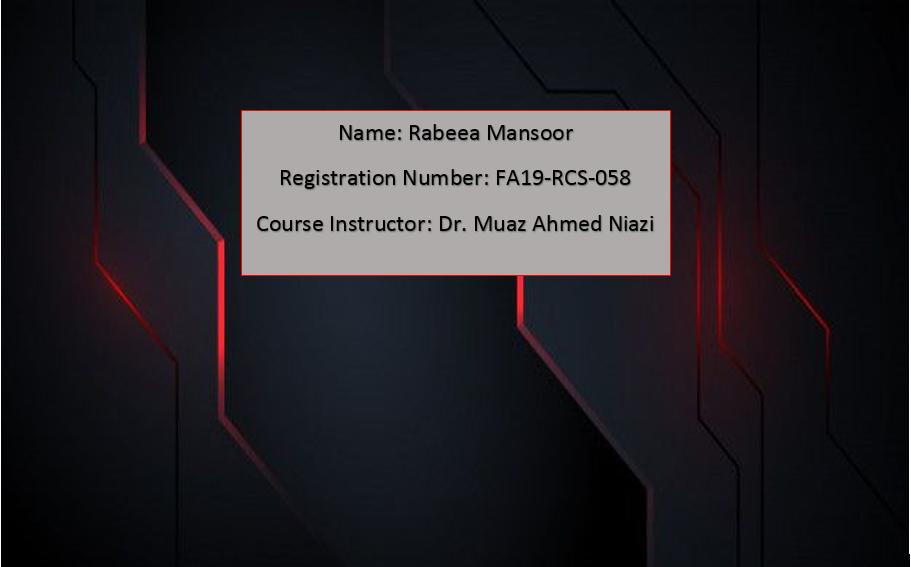 Name: Rabeea Mansoor
Registration Number: FA19-RCS-058
Course Instructor: Dr. Muaz Ahmed Niazi